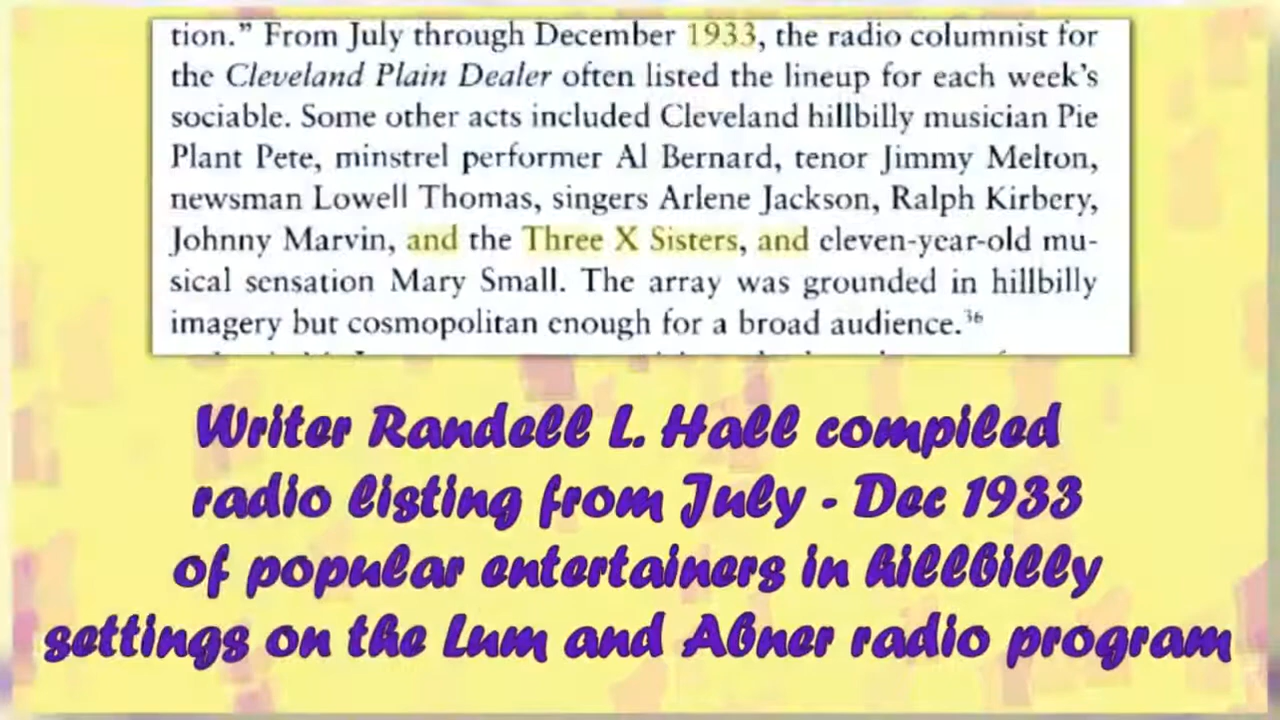 tion.” From July through December 1933, the radio columnist for
the Cleveland Plain Dealer often listed the lineup for each week’s
sociable. Some other acts included Cleveland hillbilly musician Pie
Plant Pete, minstrel performer Al Bernard, tenor Jimmy Melton,
newsman Lowell Thomas, singers Arlene Jackson, Ralph Kirbery,
Johnny Marvin, and the Three X Sisters, and eleven-year-old mu-
sical sensation Mary Small. The array was grounded in hillbilly
imagery but cosmopolitan enough for a broad audience.36
Writer Randell L. Hall compiled
radio listing from July - Dec 1933
of popular entertainers in hillbilly
settings on the Lum and Abner radio program